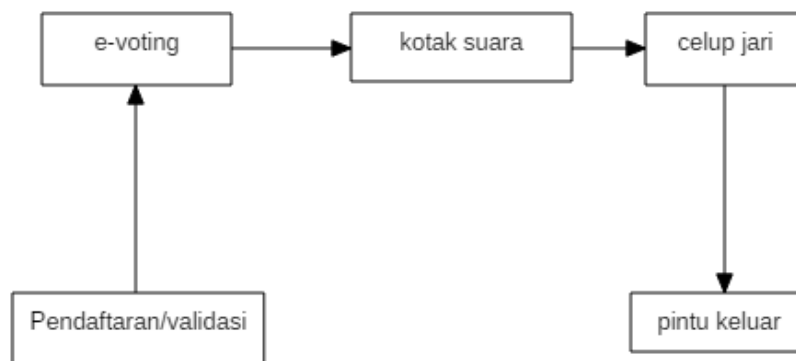 e-voting
kotak suara
celup jari
Pendaftaran/validasi
pintu keluar